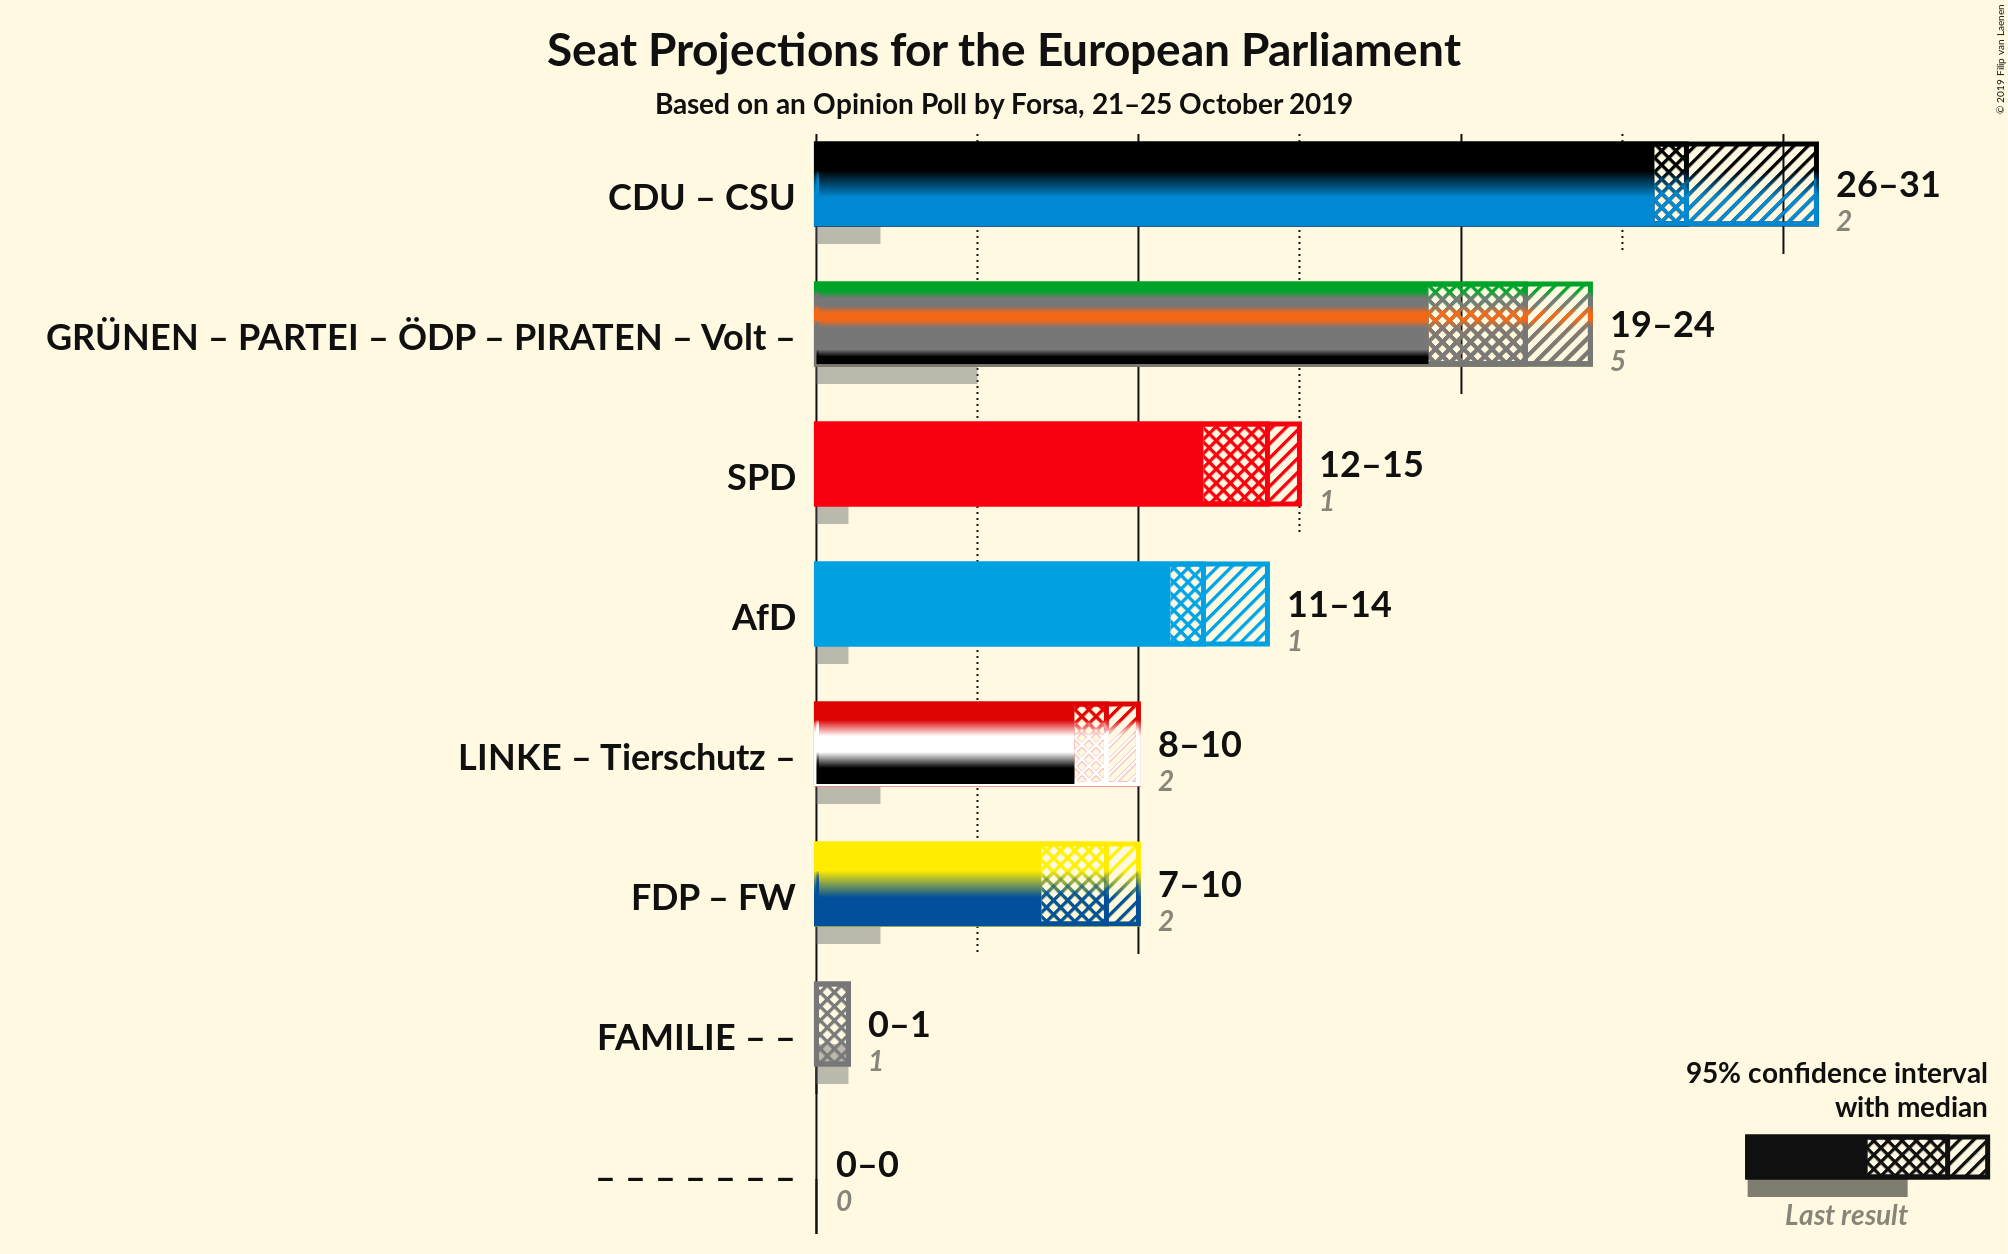 Seat Projections for the European Parliament
Based on an Opinion Poll by Forsa, 21–25 October 2019
© 2019 Filip van Laenen
CDU – CSU
26–31
2
GRÜNEN – PARTEI – ÖDP – PIRATEN – Volt –
19–24
5
SPD
12–15
1
AfD
11–14
1
LINKE – Tierschutz –
8–10
2
FDP – FW
7–10
2
FAMILIE – –
0–1
1
– – – – – – –
0–0
0
95% confidence interval
with median
Last result